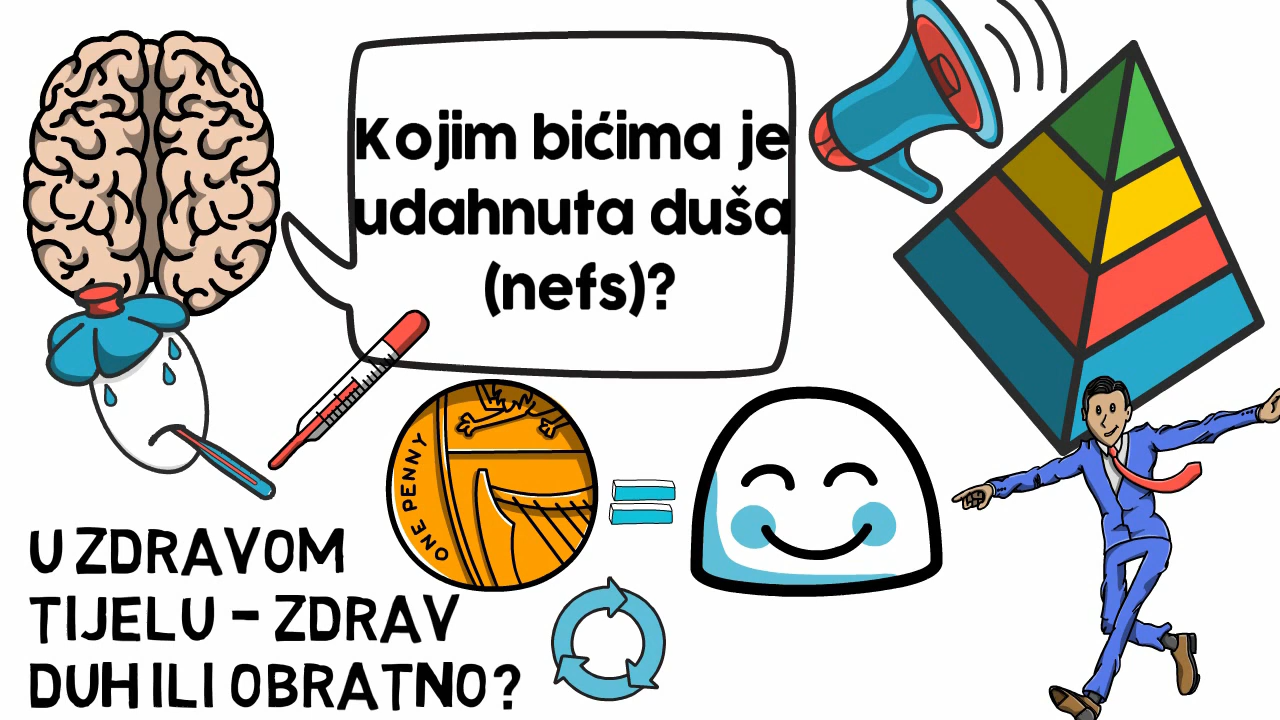 Kojim bićima je
udahnuta duša
(nefs)?
ONE PENNY
U ZDRAVOM
TIJELU - ZDRAV
DUH ILI OBRATNO?